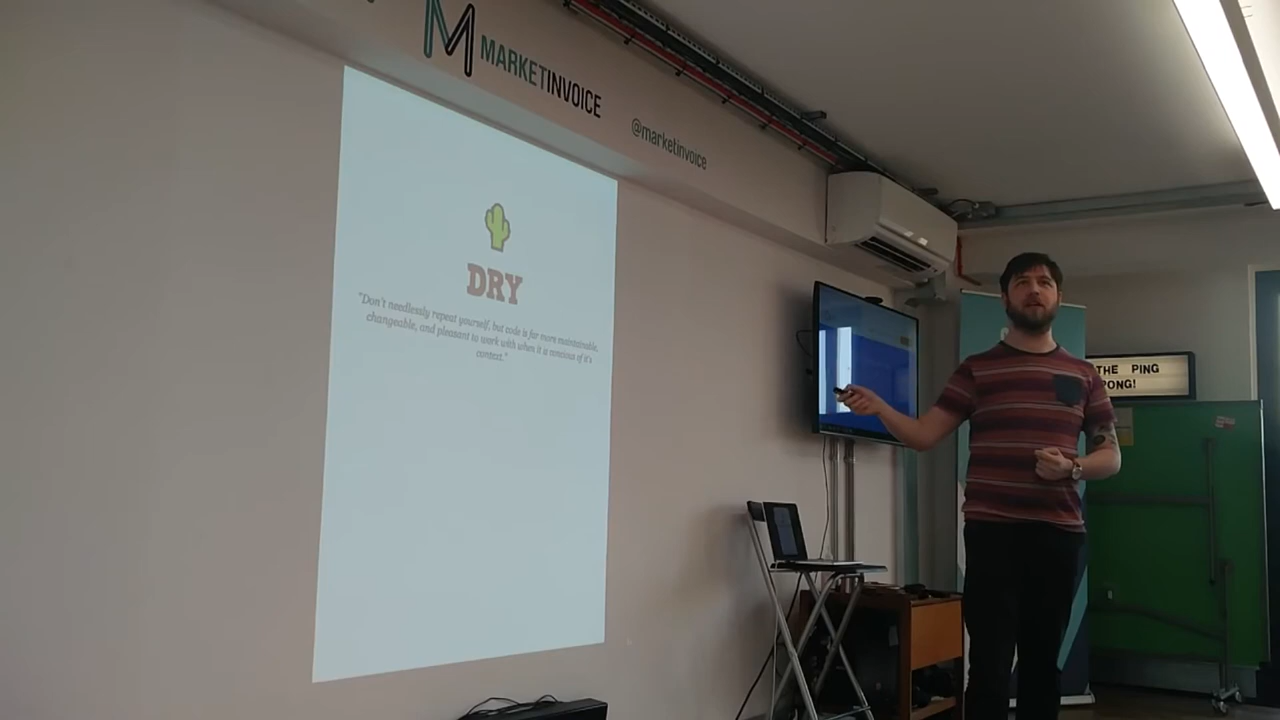 MARKETINVOICE
@marketinvoice
DRY
"Don't needlessly repeat yourself, but code is far more maintainable,
changeable, and pleasant to work with when it is conscious of it's
context."
THE PING
PONG!